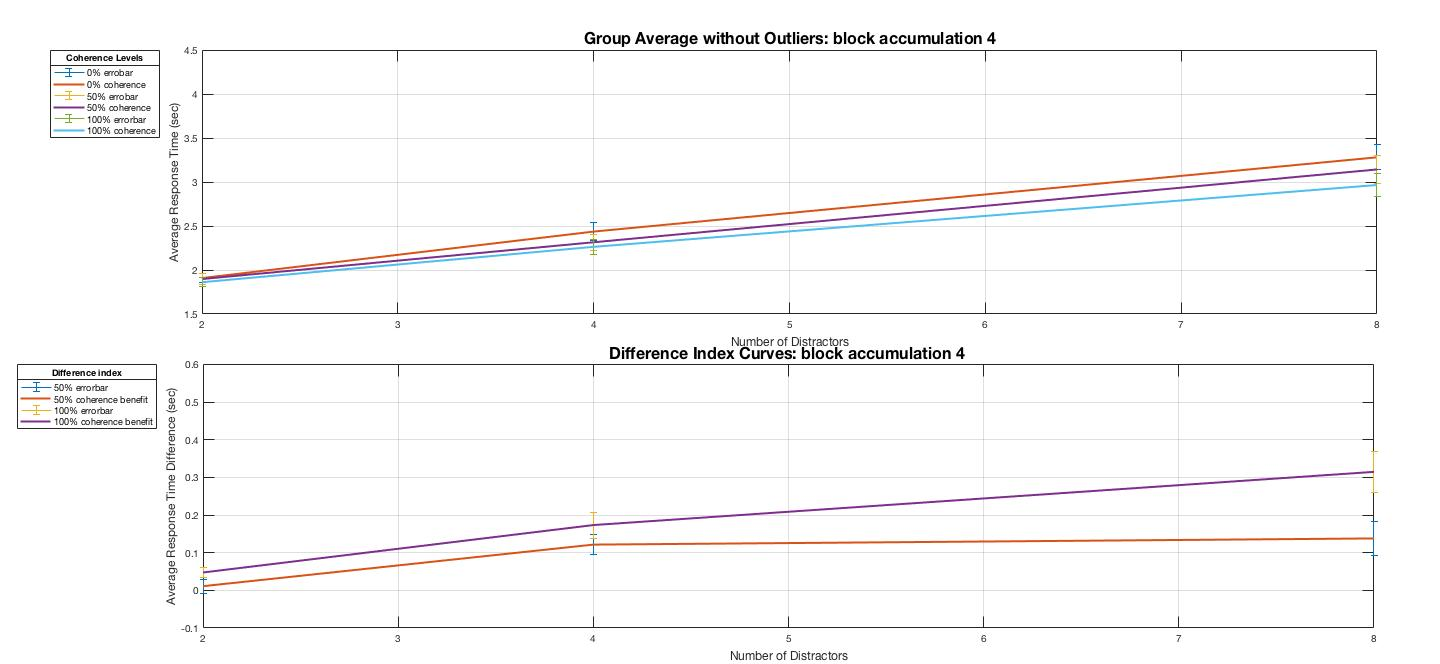 Group Average without Outliers: block accumulation 4
Coherence Levels
0% errobar
0% coherence
50% errobar
50% coherence
100% errorbar
100% coherence
Average Response Time (sec)
4.5
4
3.5
3
2.5
2
1.5
2 3 4 5 6 7 8
Number of Distractors
Difference Index Curves: block accumulation 4
Difference index
50% errorbar
50% coherence benefit
100% errorbar
100% coherence benefit
Average Response Time Difference (sec)
0.6
0.5
0.4
0.3
0.2
0.1
0
-0.1
2 3 4 5 6 7 8
Number of Distractors